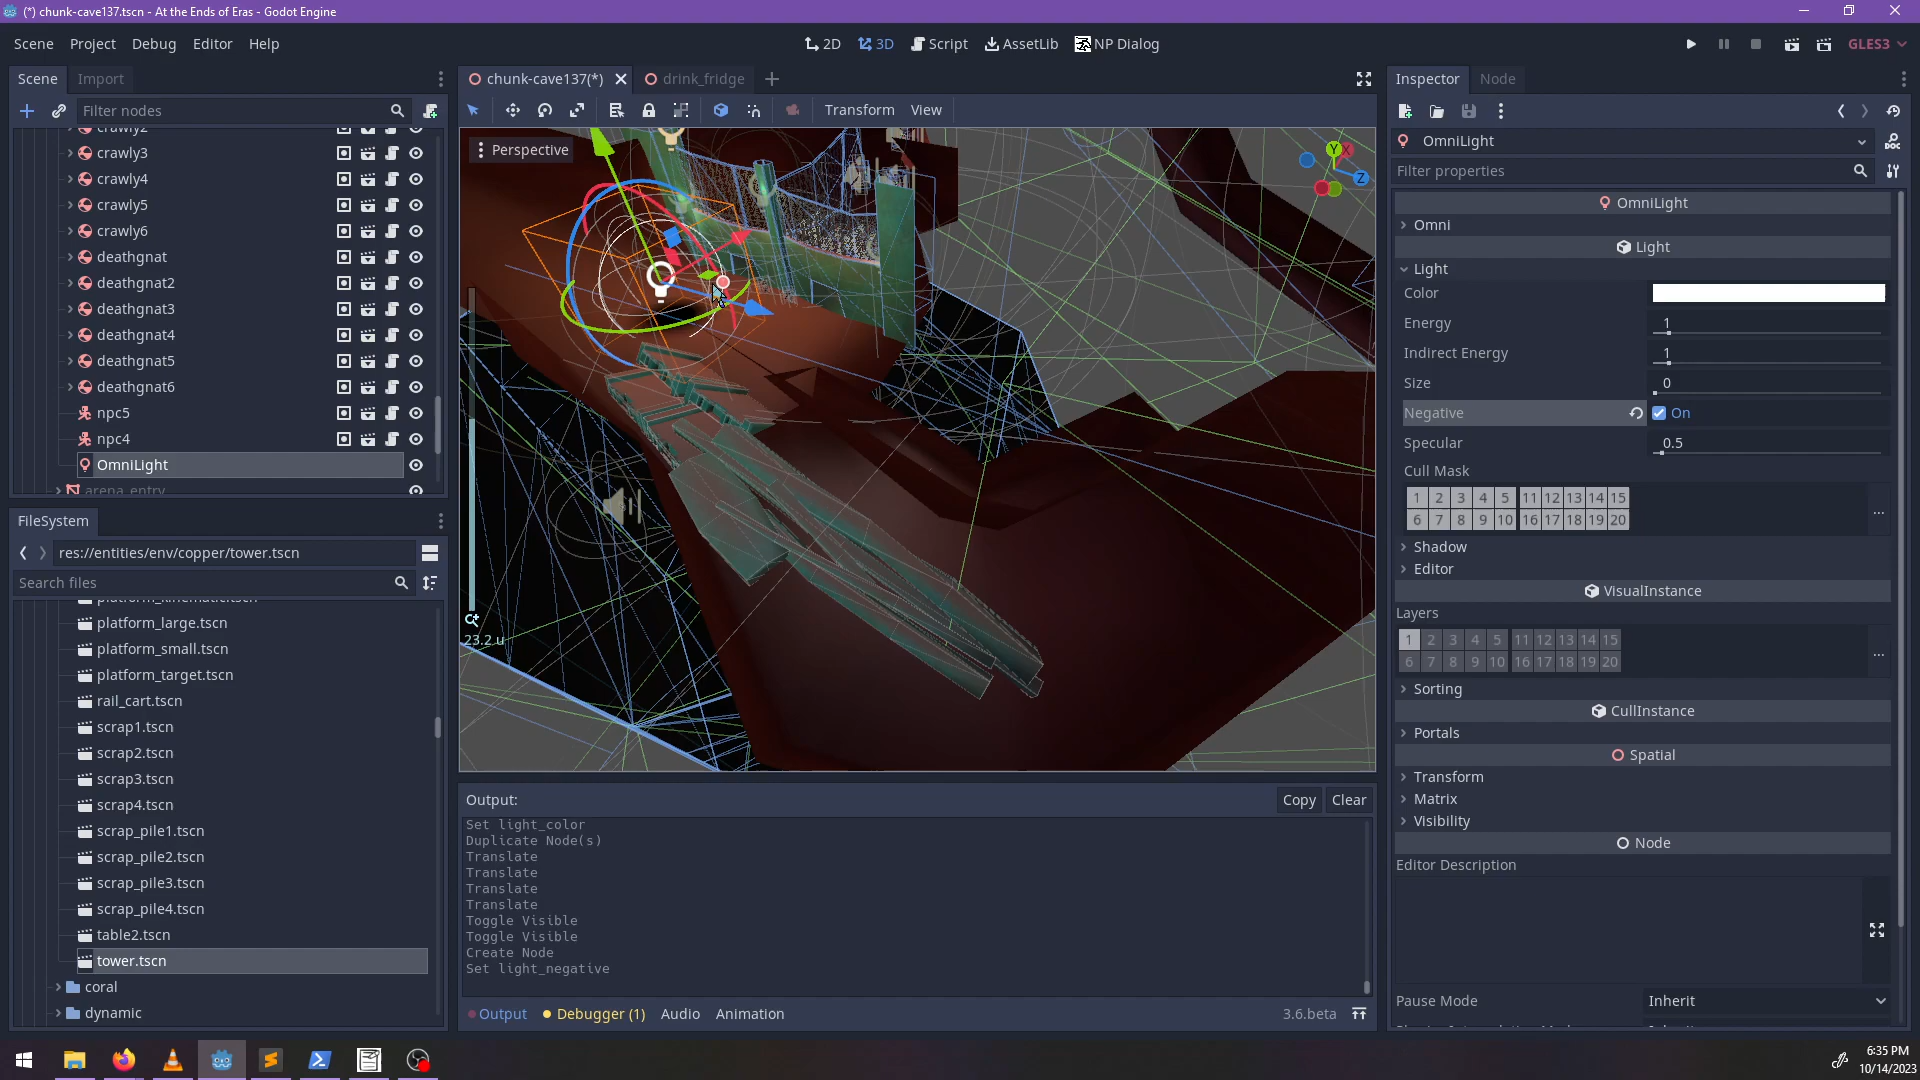 (*) chunk-cave137.tscn - At the Ends of Eras - Godot Engine
Scene Project Debug Editor Help
2D 3D Script AssetLib NP Dialog
GLES3
Scene Import
Filter nodes
crawly2
crawly3
crawly4
crawly5
crawly6
deathgnat
deathgnat2
deathgnat3
deathgnat4
deathgnat5
deathgnat6
npc5
npc4
OmniLight
arena_entry
FileSystem
res://entities/env/copper/tower.tscn
Search files
platform_kinematic.tscn
platform_large.tscn
platform_small.tscn
platform_target.tscn
rail_cart.tscn
scrap1.tscn
scrap2.tscn
scrap3.tscn
scrap4.tscn
scrap_pile1.tscn
scrap_pile2.tscn
scrap_pile3.tscn
scrap_pile4.tscn
table2.tscn
tower.tscn
coral
dynamic
chunk-cave137(*) drink_fridge
Transform View
Perspective
Y X
Z
23.2 u
Output: Copy Clear
Set light_color
Duplicate Node(s)
Translate
Translate
Translate
Translate
Toggle Visible
Toggle Visible
Create Node
Set light_negative
Output Debugger (1) Audio Animation 3.6.beta
Inspector Node
OmniLight
Filter properties
OmniLight
Omni
Light
Light
Color
Energy 1
Indirect Energy 1
Size 0
Negative On
Specular 0.5
Cull Mask
1 2 3 4 5 11 12 13 14 15
6 7 8 9 10 16 17 18 19 20
...
Shadow
Editor
VisualInstance
Layers
1 2 3 4 5 11 12 13 14 15
6 7 8 9 10 16 17 18 19 20
...
Sorting
CullInstance
Portals
Spatial
Transform
Matrix
Visibility
Node
Editor Description
Pause Mode Inherit
6:35 PM
10/14/2023